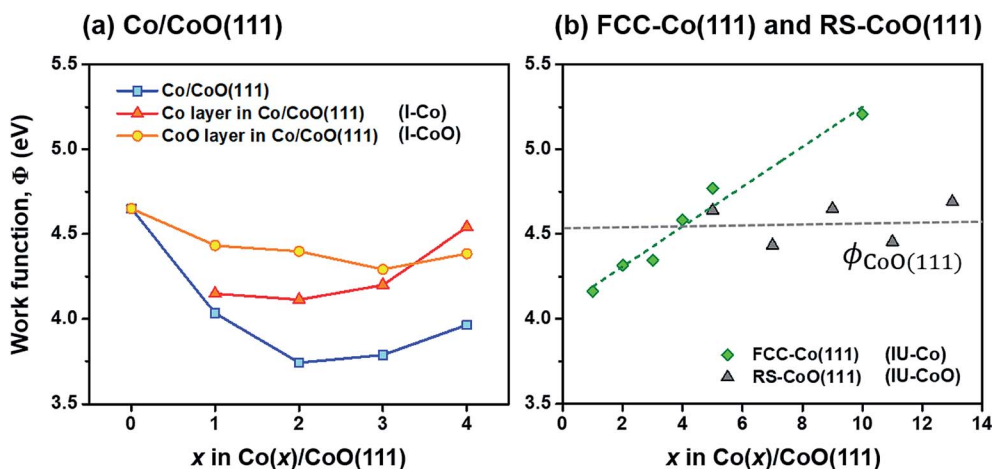 (a) Co/CoO(111)
5.5
5.0
4.5
4.0
3.5
Work function, Φ (eV)
Co/CoO(111)
Co layer in Co/CoO(111) (I-Co)
CoO layer in Co/CoO(111) (I-CoO)
0 1 2 3 4
x in Co(x)/CoO(111)
(b) FCC-Co(111) and RS-CoO(111)
5.5
5.0
4.5
4.0
3.5
ϕCoO(111)
FCC-Co(111) (IU-Co)
RS-CoO(111) (IU-CoO)
0 2 4 6 8 10 12 14
x in Co(x)/CoO(111)